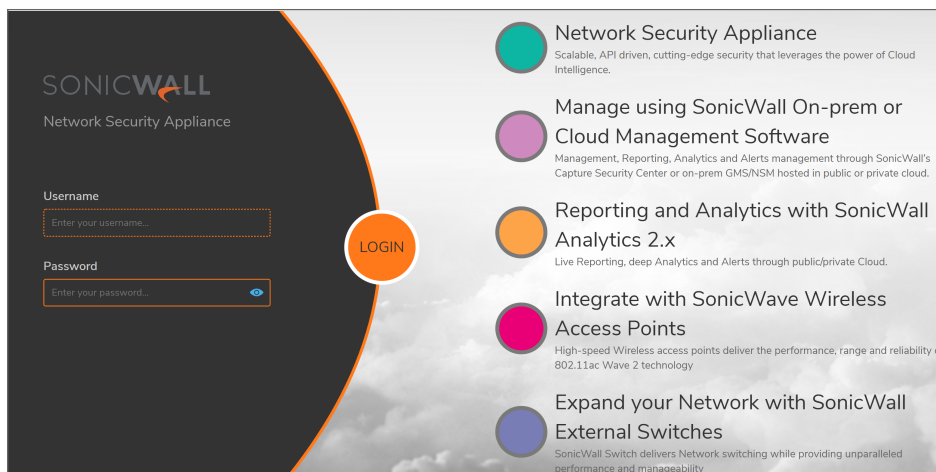 SONICWALL
Network Security Appliance
Username
Enter your username...
Password
Enter your password...
LOGIN
Network Security Appliance
Scalable, API driven, cutting-edge security that leverages the power of Cloud
Intelligence.
Manage using SonicWall On-prem or
Cloud Management Software
Management, Reporting, Analytics and Alerts management through SonicWall's
Capture Security Center or on-prem GMS/NSM hosted in public or private cloud.
Reporting and Analytics with SonicWall
Analytics 2.x
Live Reporting, deep Analytics and Alerts through public/private Cloud.
Integrate with SonicWave Wireless
Access Points
High-speed Wireless access points deliver the performance, range and reliability
802.11ac Wave 2 technology
Expand your Network with SonicWall
External Switches
SonicWall Switch delivers Network switching while providing unparalleled
performance and manageability